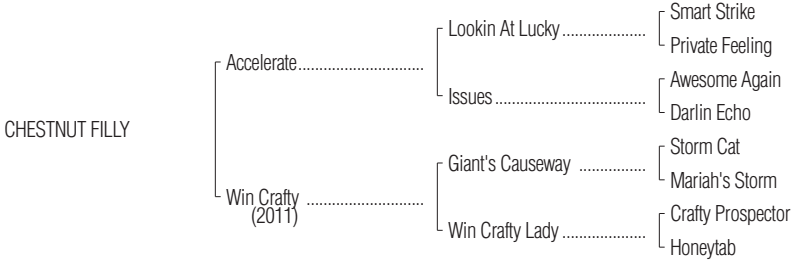 CHESTNUT FILLY
Accelerate..............................
Win Crafty ............................
(2011)
Lookin At Lucky .....................
Issues .....................................
Giant's Causeway ................
Win Crafty Lady .....................
Smart Strike
Private Feeling
Awesome Again
Darlin Echo
Storm Cat
Mariah's Storm
Crafty Prospector
Honeytab